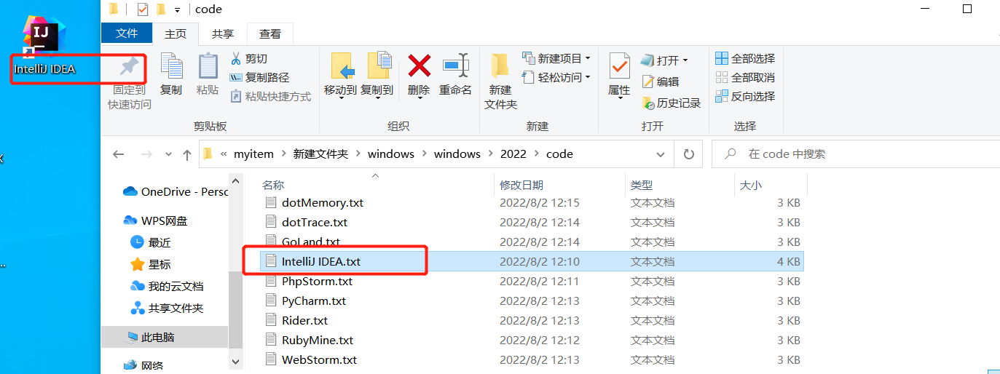 code
IJ
IntelliJ IDEA
文件 主页 共享 查看
固定到
快速访问
复制
粘贴
剪切
复制路径
粘贴快捷方式
剪贴板
移动到 复制到 删除 重命名
组织
新建
文件夹
新建项目
轻松访问
新建
属性
打开
编辑
历史记录
打开
全部选择
全部取消
反向选择
选择
« myitem > 新建文件夹 > windows > windows > 2022 > code
在 code 中搜索
OneDrive - Perso
WPS网盘
最近
星标
我的云文档
共享文件夹
此电脑
网络
名称 修改日期 类型 大小
dotMemory.txt 2022/8/2 12:15 文本文档 3 KB
dotTrace.txt 2022/8/2 12:14 文本文档 3 KB
GoLand.txt 2022/8/2 12:14 文本文档 3 KB
IntelliJ IDEA.txt 2022/8/2 12:10 文本文档 4 KB
PhpStorm.txt 2022/8/2 12:11 文本文档 3 KB
PyCharm.txt 2022/8/2 12:13 文本文档 3 KB
Rider.txt 2022/8/2 12:13 文本文档 3 KB
RubyMine.txt 2022/8/2 12:12 文本文档 3 KB
WebStorm.txt 2022/8/2 12:13 文本文档 3 KB